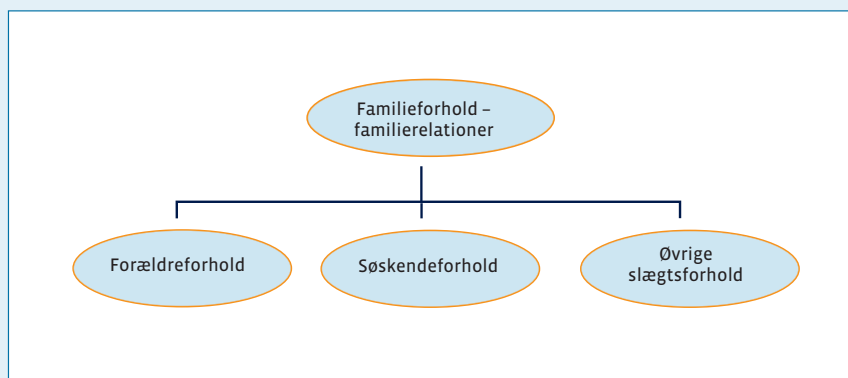 Familieforhold –
familierelationer
Forældreforhold
Søskendeforhold
Øvrige
slægtsforhold